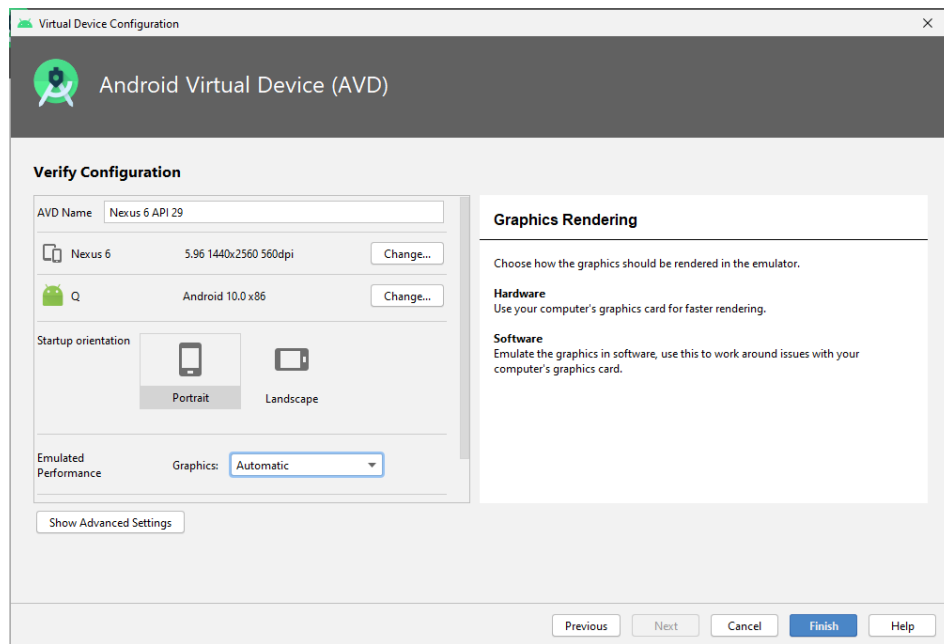 Virtual Device Configuration
Android Virtual Device (AVD)
Verify Configuration
AVD Name Nexus 6 API 29
Nexus 6 5.96 1440x2560 560dpi Change...
Q Android 10.0 x86 Change...
Startup orientation
Portrait
Landscape
Emulated
Performance
Graphics: Automatic
Show Advanced Settings
Graphics Rendering
Choose how the graphics should be rendered in the emulator.
Hardware
Use your computer's graphics card for faster rendering.
Software
Emulate the graphics in software, use this to work around issues with your
computer's graphics card.
Previous Next Cancel Finish Help